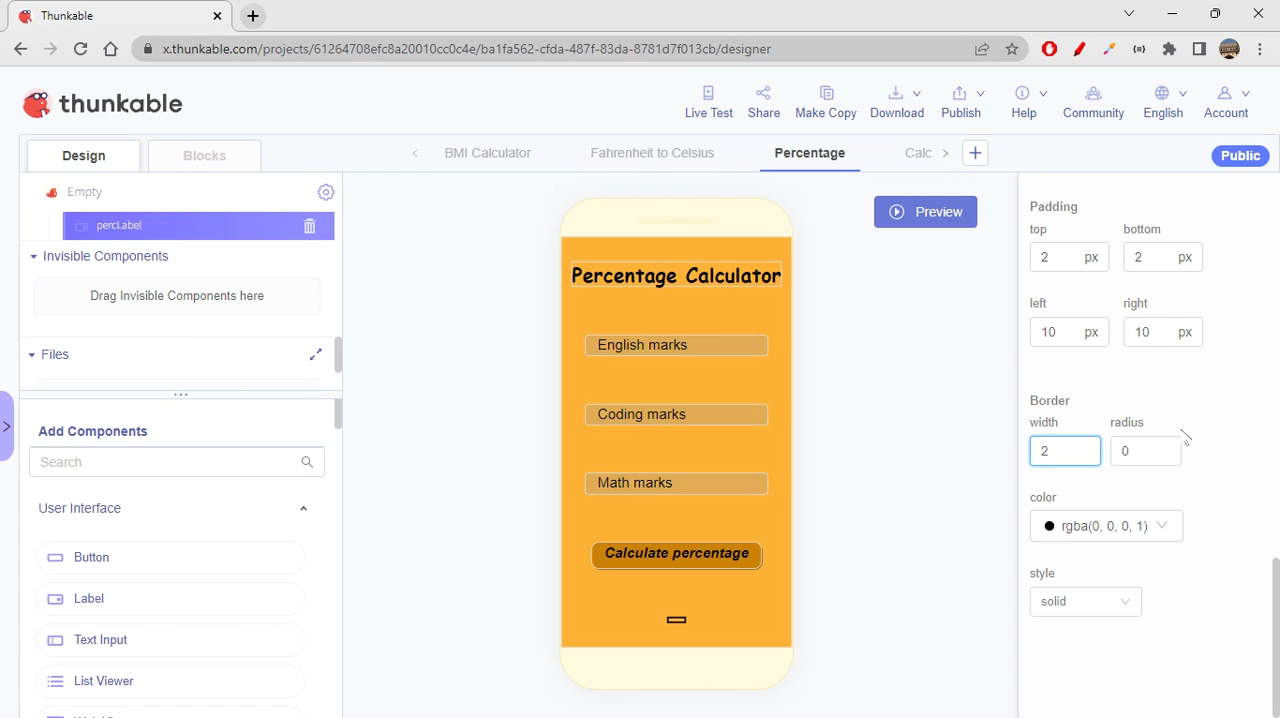 Thunkable
x.thunkable.com/projects/61264708efc8a20010cc0c4e/ba1fa562-cfda-487f-83da-8781d7f013cb/designer
thunkable
Live Test
Share
Make Copy
Download
Publish
Help
Community
English
Account
Design
Blocks
BMI Calculator
Fahrenheit to Celsius
Percentage
Calc
Public
Empty
percLabel
Invisible Components
Drag Invisible Components here
Files
Add Components
Search
User Interface
Button
Label
Text Input
List Viewer
Preview
Percentage Calculator
English marks
Coding marks
Math marks
Calculate percentage
Padding
top bottom
2 px 2 px
left right
10 px 10 px
Border
width radius
2 0
color
rgba(0, 0, 0, 1)
style
solid